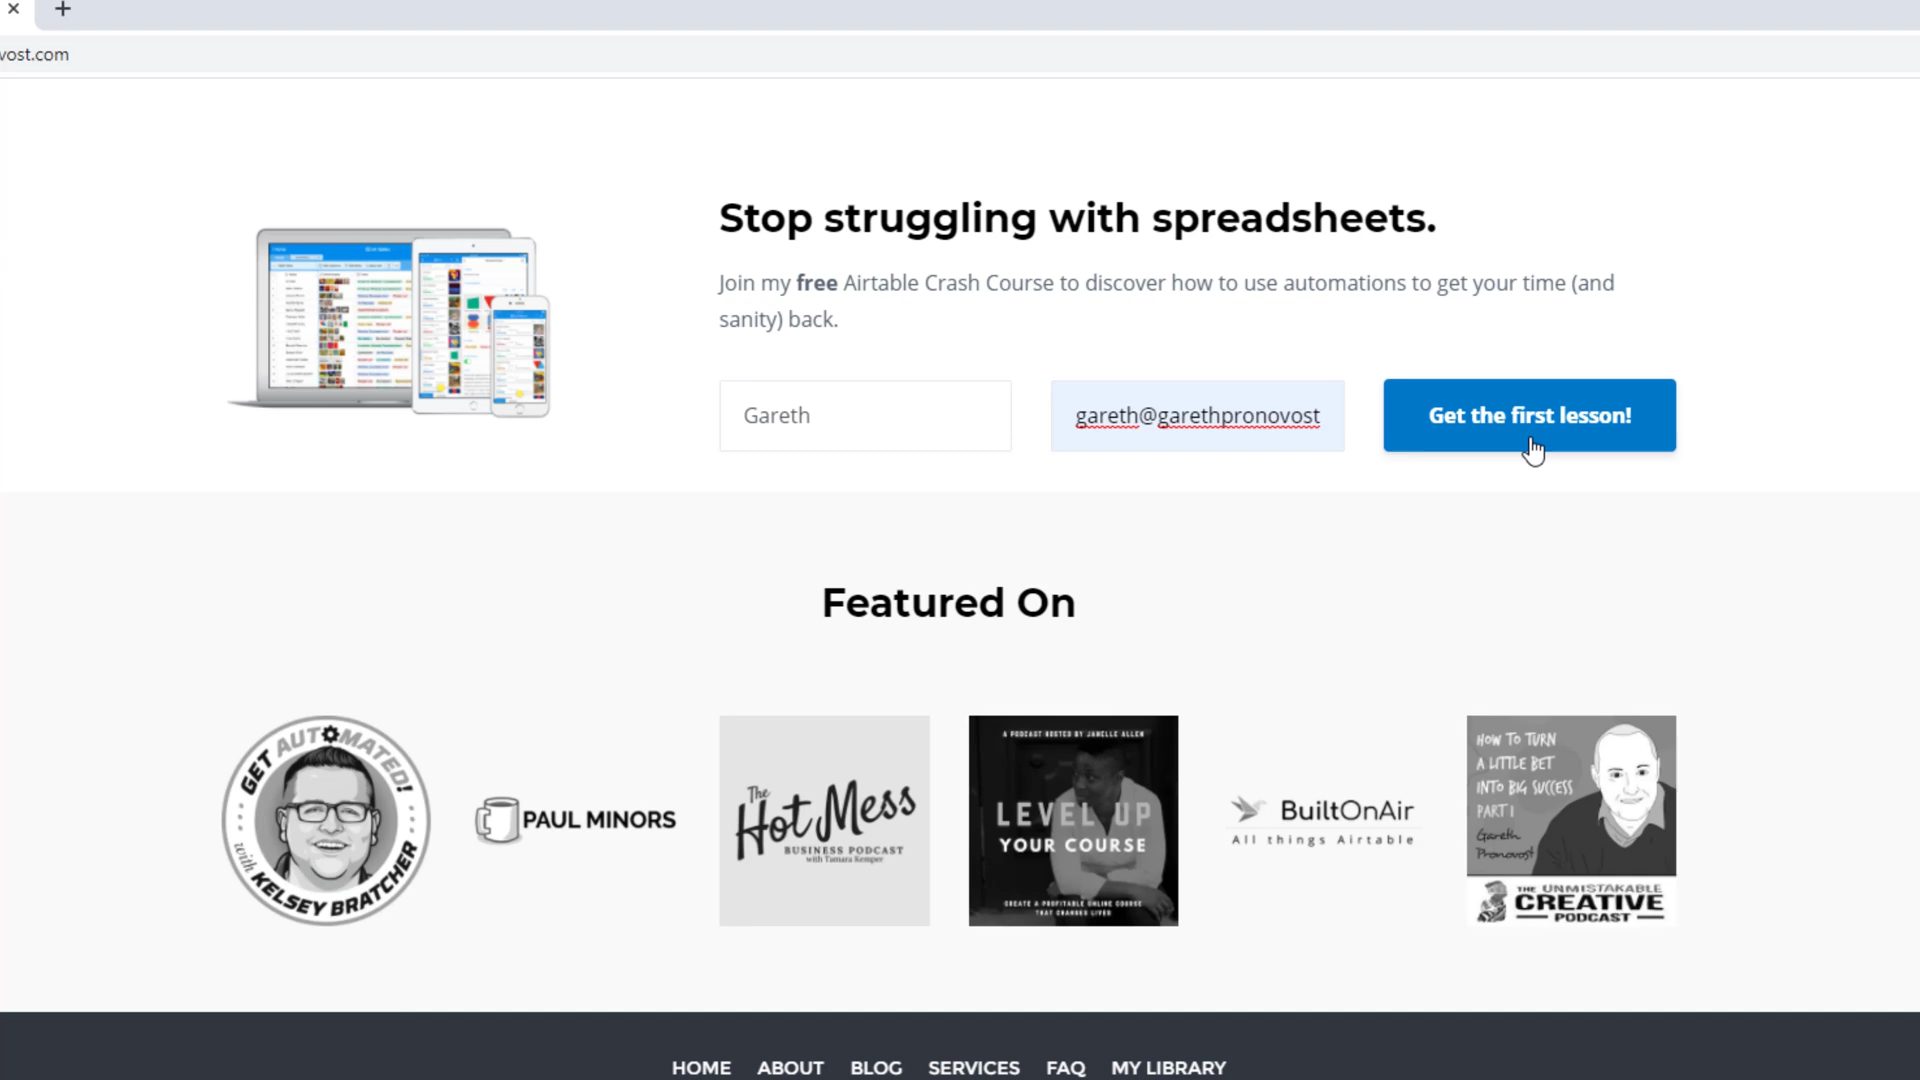 vost.com
Stop struggling with spreadsheets.
Join my free Airtable Crash Course to discover how to use automations to get your time (and
sanity) back.
Gareth
gareth@garethpronovost
Get the first lesson!
Featured On
GET AUTOMATED!
with KELSEY BRATCHER
PAUL MINORS
The
Hot Mess
BUSINESS PODCAST
with Tamara Kemper
A PODCAST HOSTED BY JANELLE ALLEN
LEVEL UP
YOUR COURSE
CREATE A PROFITABLE ONLINE COURSE
THAT CHANGES LIVES
BuiltOnAir
All things Airtable
HOW TO TURN
A LITTLE BET
INTO BIG SUCCESS
PART 1
Gareth
Pronovost
THE UNMISTAKABLE
CREATIVE
PODCAST
HOME ABOUT BLOG SERVICES FAQ MY LIBRARY